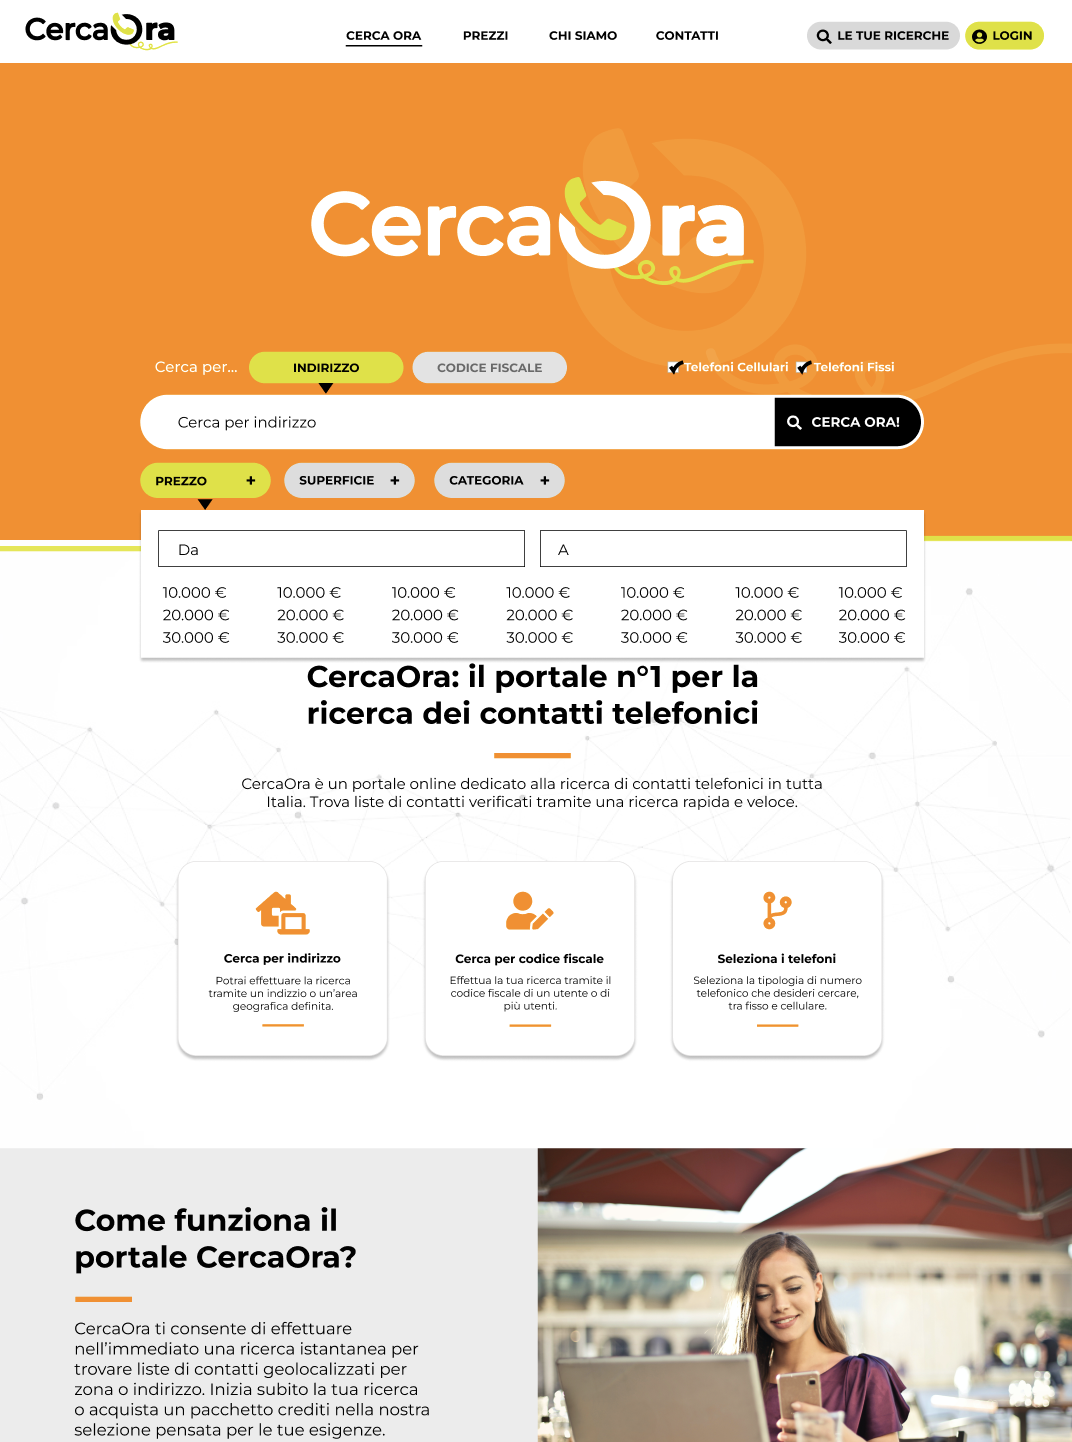 CercaOra
CERCA ORA PREZZI CHI SIAMO CONTATTI LE TUE RICERCHE LOGIN
CercaOra
Cerca per... INDIRIZZO CODICE FISCALE Telefoni Cellulari Telefoni Fissi
Cerca per indirizzo CERCA ORA!
PREZZO + SUPERFICIE + CATEGORIA +
Da A
10.000 € 10.000 € 10.000 € 10.000 € 10.000 € 10.000 € 10.000 €
20.000 € 20.000 € 20.000 € 20.000 € 20.000 € 20.000 € 20.000 €
30.000 € 30.000 € 30.000 € 30.000 € 30.000 € 30.000 € 30.000 €
CercaOra: il portale n°1 per la
ricerca dei contatti telefonici
CercaOra è un portale online dedicato alla ricerca di contatti telefonici in tutta
Italia. Trova liste di contatti verificati tramite una ricerca rapida e veloce.
Cerca per indirizzo
Potrai effettuare la ricerca
tramite un indizzio o un'area
geografica definita.
Cerca per codice fiscale
Effettua la tua ricerca tramite il
codice fiscale di un utente o di
più utenti.
Seleziona i telefoni
Seleziona la tipologia di numero
telefonico che desideri cercare,
tra fisso e cellulare.
Come funziona il
portale CercaOra?
CercaOra ti consente di effettuare
nell'immediato una ricerca istantanea per
trovare liste di contatti geolocalizzati per
zona o indirizzo. Inizia subito la tua ricerca
o acquista un pacchetto crediti nella nostra
selezione pensata per le tue esigenze.